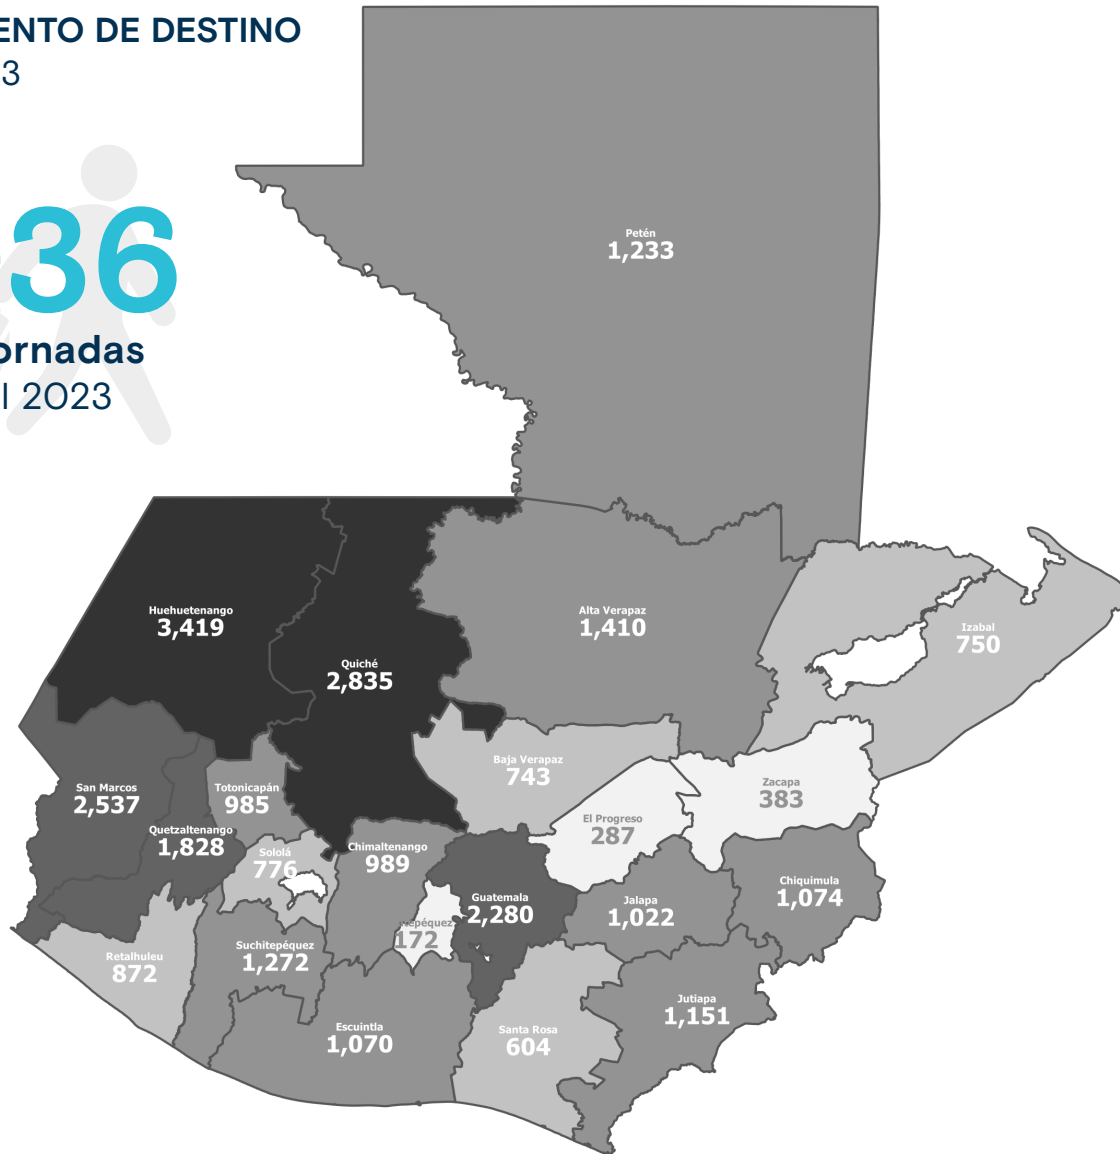 ENTO DE DESTINO
3
36
ornadas
l 2023
Petén
1,233
Huehuetenango
3,419
Quiché
2,835
Alta Verapaz
1,410
Izabal
750
San Marcos
2,537
Totonicapán
985
Quetzaltenango
1,828
Sololá
776
Chimaltenango
989
Baja Verapaz
743
El Progreso
287
Zacapa
383
Guatemala
2,280
tepéquez
172
Jalapa
1,022
Chiquimula
1,074
Retalhuleu
872
Suchitepéquez
1,272
Escuintla
1,070
Santa Rosa
604
Jutiapa
1,151